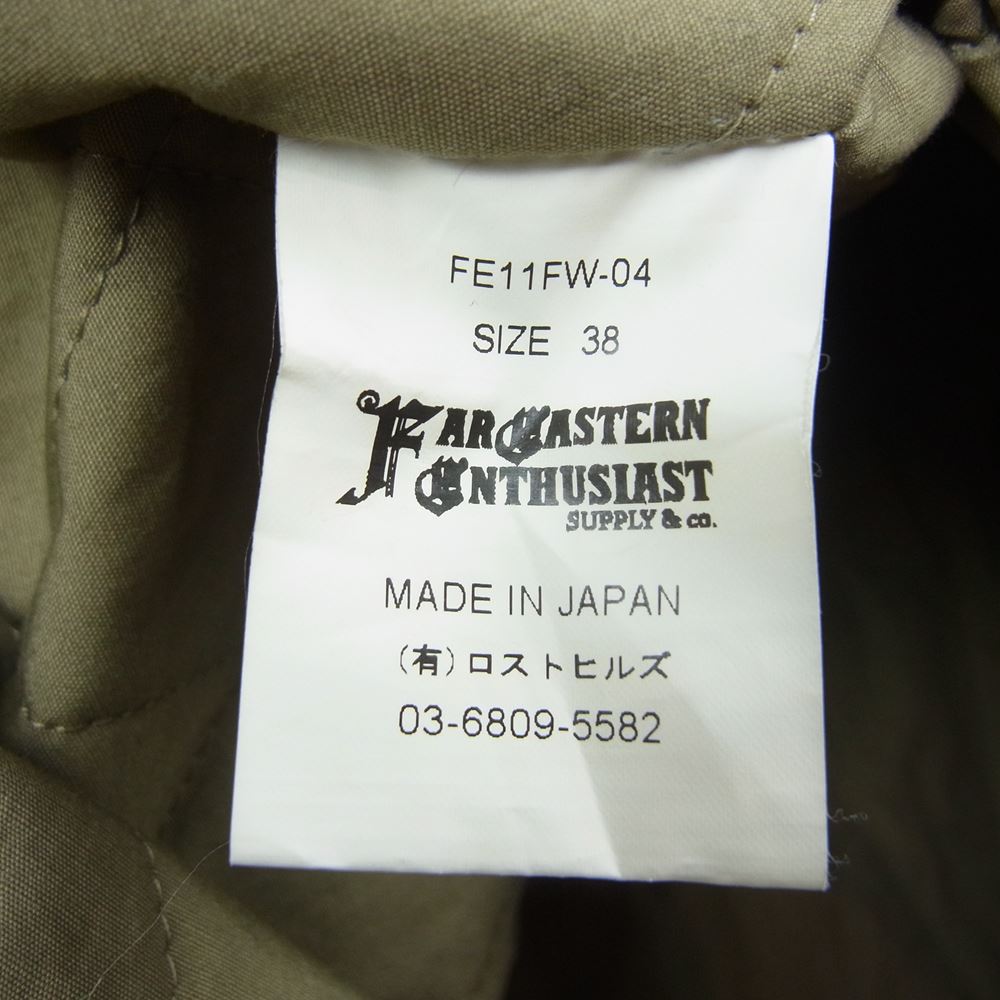 FE11FW-04
SIZE 38
FAR EASTERN
ENTHUSIAST
SUPPLY & co.
MADE IN JAPAN
(有)ロストヒルズ
03-6809-5582